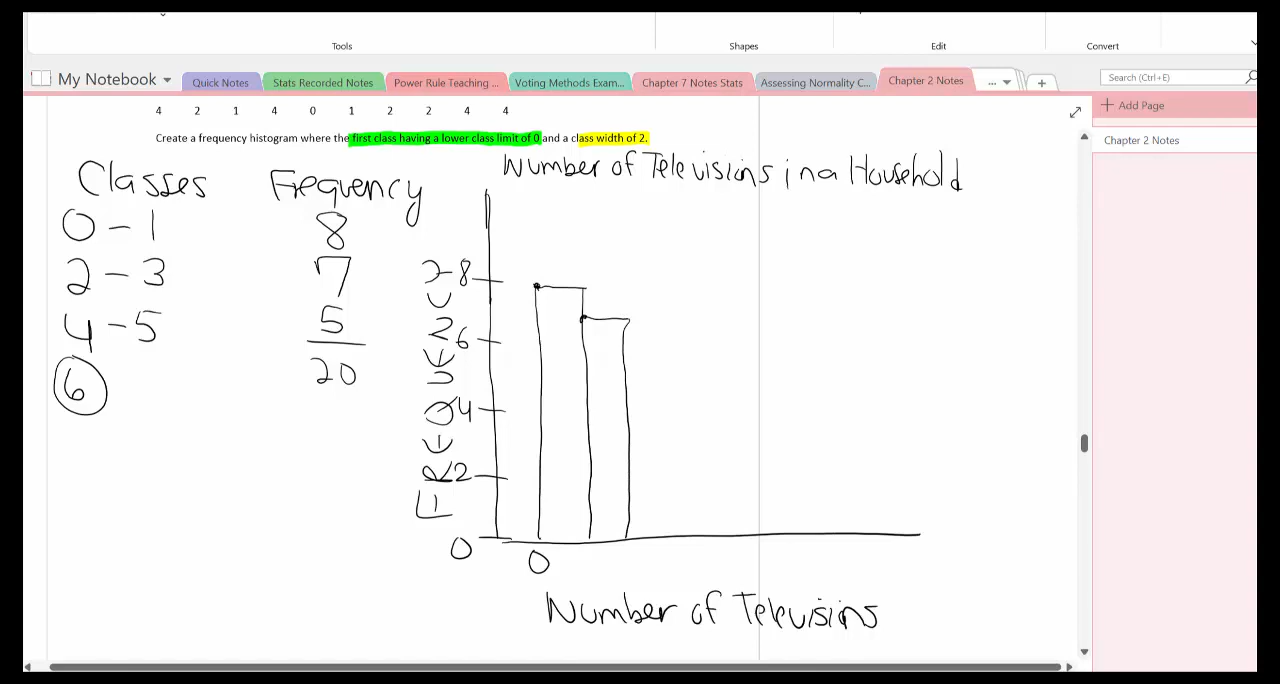 Tools Shapes Edit Convert
My Notebook Quick Notes Stats Recorded Notes Power Rule Teaching ... Voting Methods Exam... Chapter 7 Notes Stats Assessing Normality C... Chapter 2 Notes ... + Search (Ctrl+E)
+ Add Page
Chapter 2 Notes
4 2 1 4 0 1 2 2 4 4
Create a frequency histogram where the first class having a lower class limit of 0 and a class width of 2.
Number of Televisions in a Household
Classes Frequency
0 - 1 8
2 - 3 7
4 - 5 5
6 20
8
6
4
2
0
Frequency
0
Number of Televisions